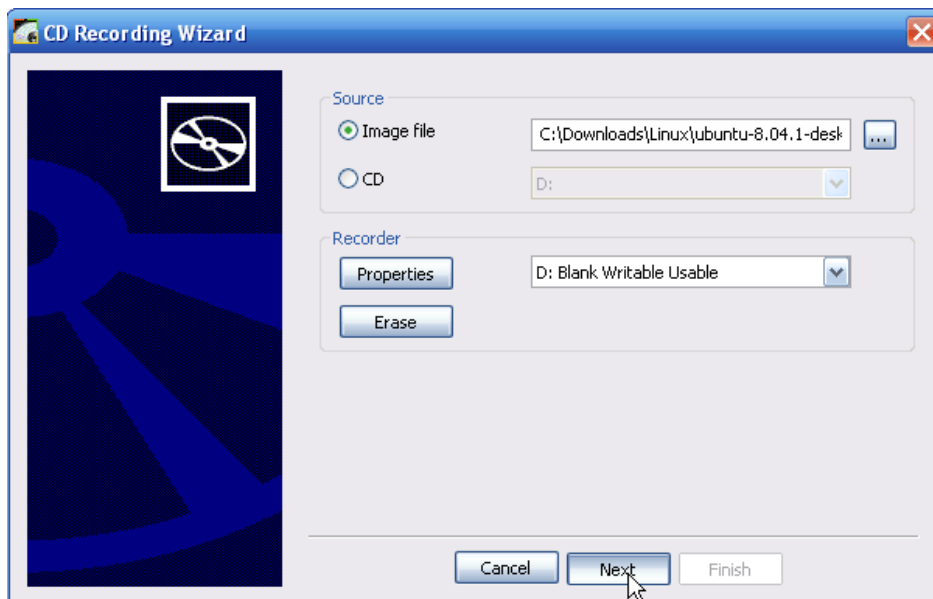 CD Recording Wizard
Source
Image file
C:\Downloads\Linux\ubuntu-8.04.1-desk
...
CD
D:
Recorder
Properties
D: Blank Writable Usable
Erase
Cancel
Next
Finish